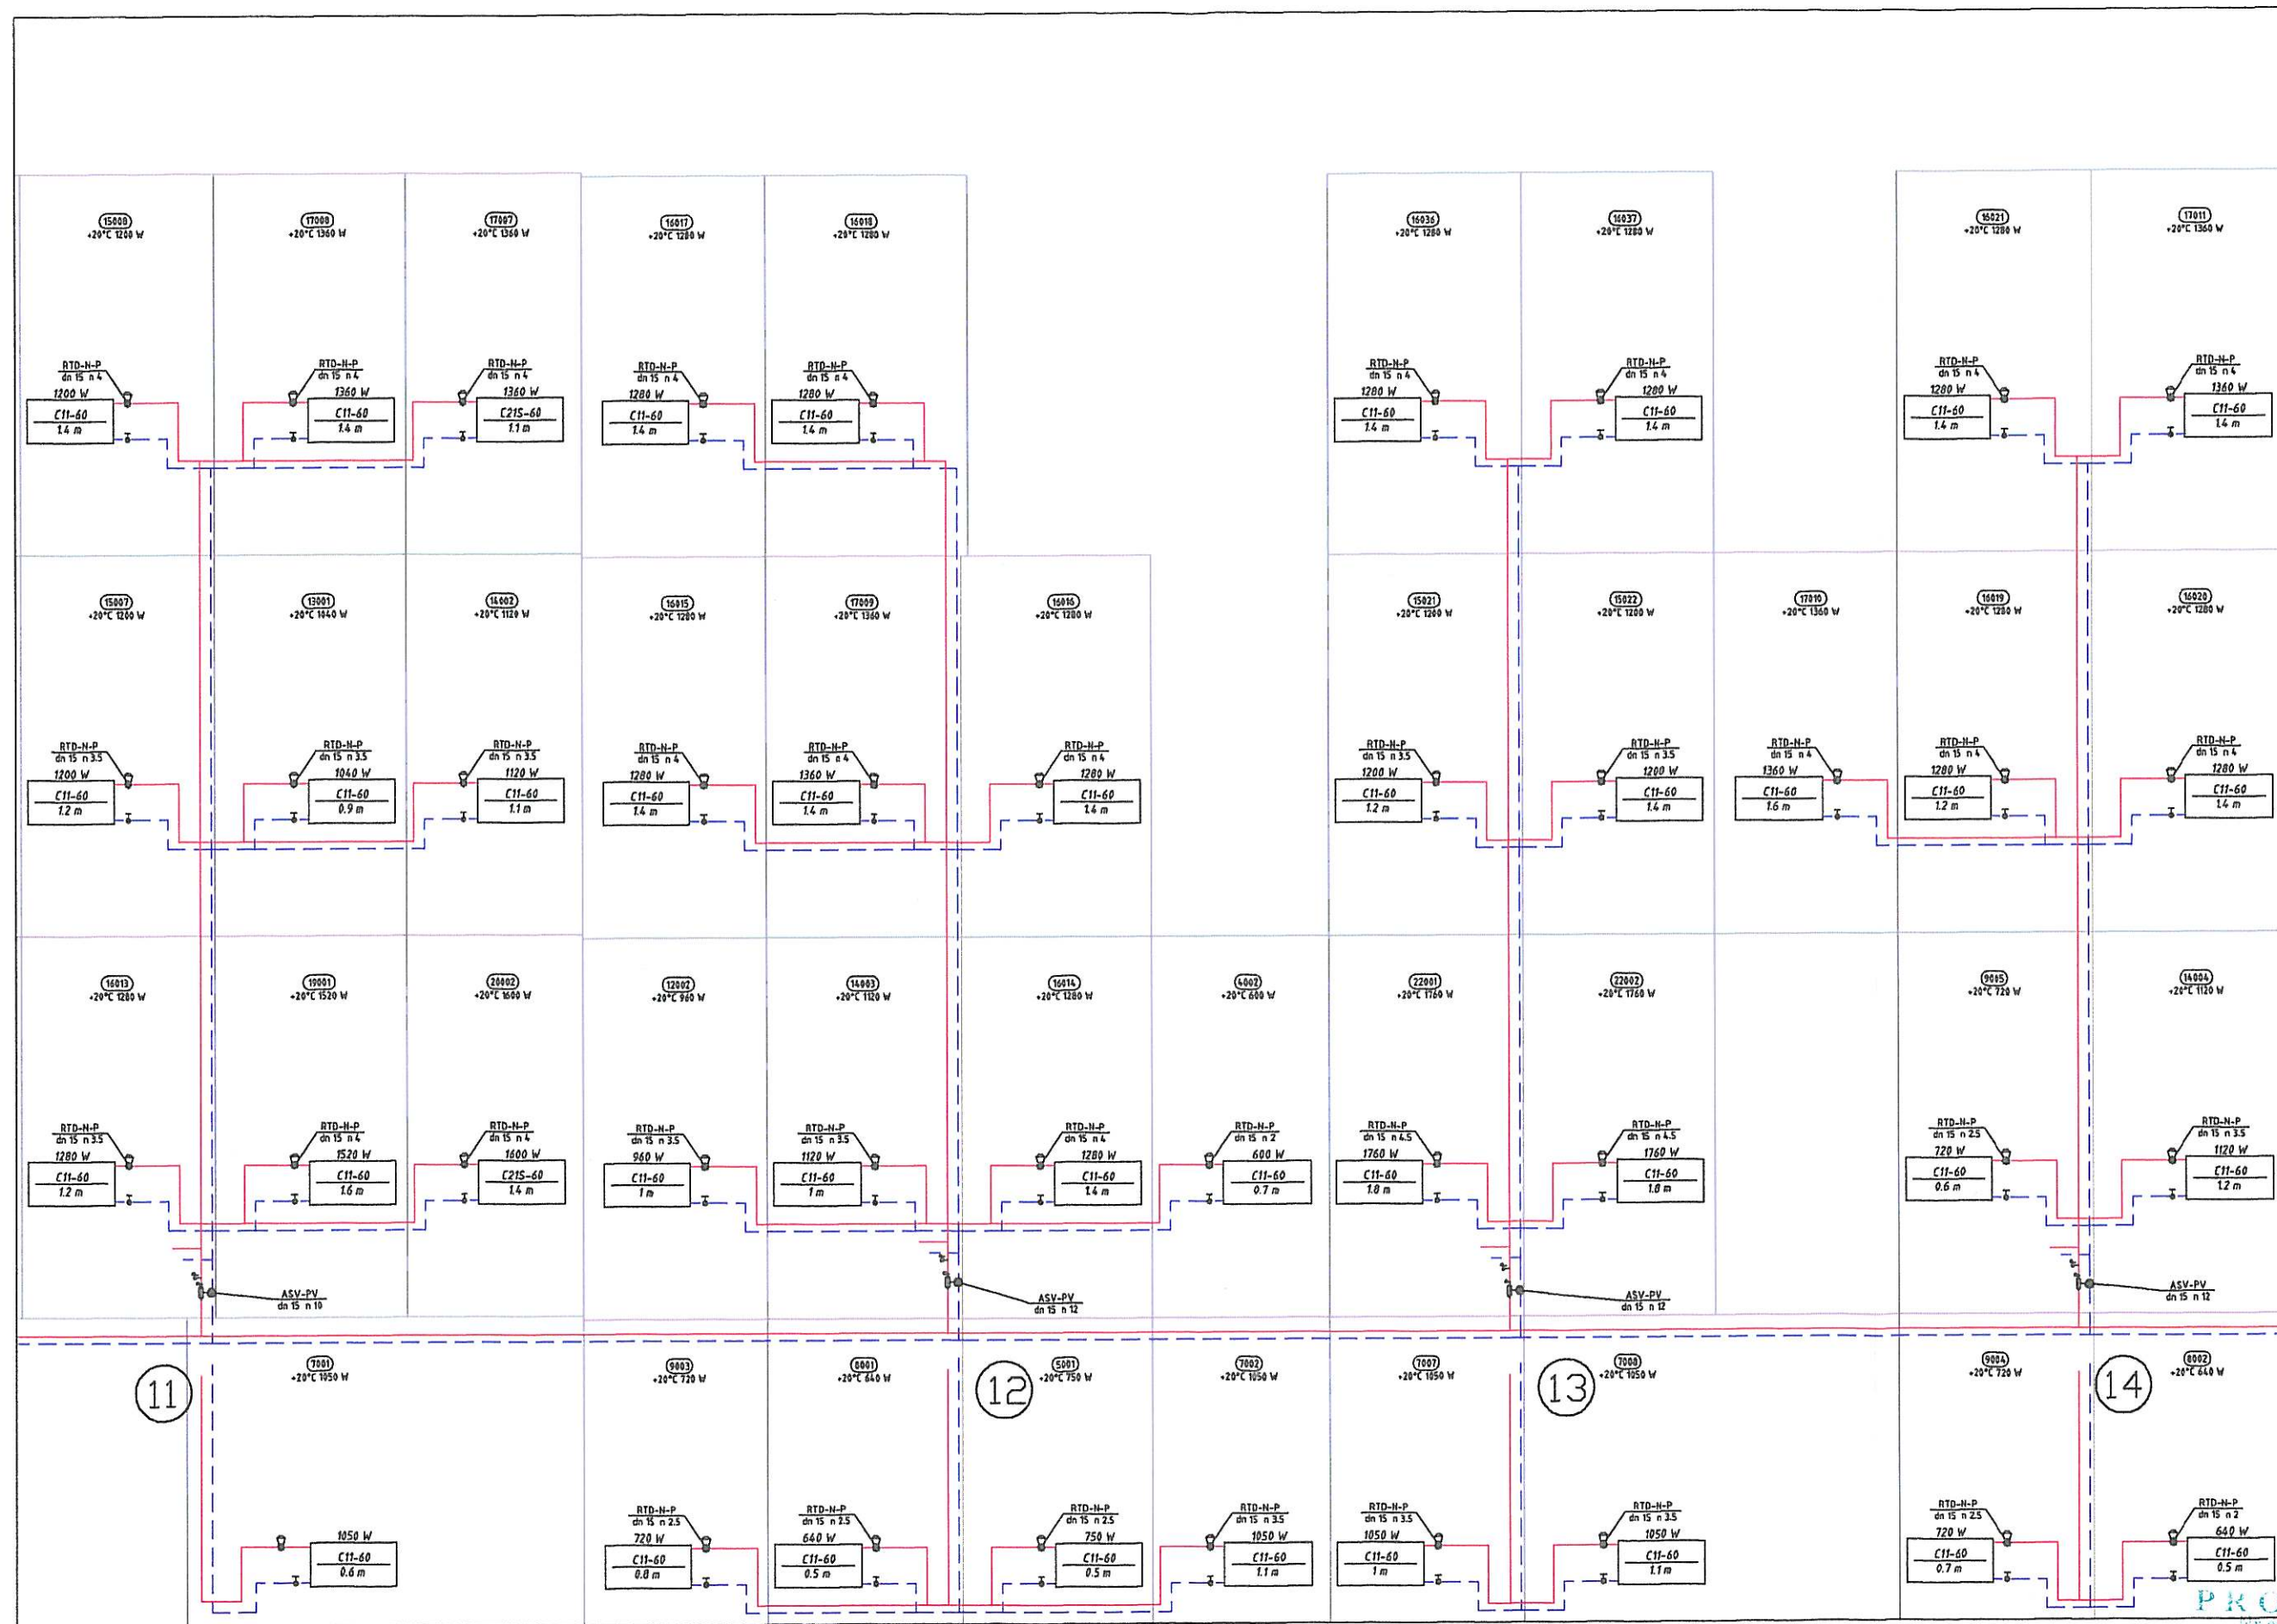 15008
+20°C 1200 W
17008
+20°C 1360 W
17007
+20°C 1360 W
16017
+20°C 1280 W
16018
+20°C 1280 W
16036
+20°C 1280 W
16037
+20°C 1280 W
16021
+20°C 1280 W
17011
+20°C 1360 W
RTD-N-P
dn 15 n 4
1200 W
C11-60
1.4 m
RTD-N-P
dn 15 n 4
1360 W
C11-60
1.4 m
RTD-N-P
dn 15 n 4
1360 W
C21S-60
1.1 m
RTD-N-P
dn 15 n 4
1280 W
C11-60
1.4 m
RTD-N-P
dn 15 n 4
1280 W
C11-60
1.4 m
RTD-N-P
dn 15 n 4
1280 W
C11-60
1.4 m
RTD-N-P
dn 15 n 4
1280 W
C11-60
1.4 m
RTD-N-P
dn 15 n 4
1280 W
C11-60
1.4 m
RTD-N-P
dn 15 n 4
1360 W
C11-60
1.4 m
15007
+20°C 1200 W
13001
+20°C 1040 W
14002
+20°C 1120 W
16015
+20°C 1280 W
17009
+20°C 1360 W
16016
+20°C 1280 W
15021
+20°C 1200 W
15022
+20°C 1200 W
17010
+20°C 1360 W
16019
+20°C 1280 W
16020
+20°C 1280 W
RTD-N-P
dn 15 n 3.5
1200 W
C11-60
1.2 m
RTD-N-P
dn 15 n 3.5
1040 W
C11-60
0.9 m
RTD-N-P
dn 15 n 3.5
1120 W
C11-60
1.1 m
RTD-N-P
dn 15 n 4
1280 W
C11-60
1.4 m
RTD-N-P
dn 15 n 4
1360 W
C11-60
1.4 m
RTD-N-P
dn 15 n 4
1280 W
C11-60
1.4 m
RTD-N-P
dn 15 n 3.5
1200 W
C11-60
1.2 m
RTD-N-P
dn 15 n 3.5
1200 W
C11-60
1.4 m
RTD-N-P
dn 15 n 4
1360 W
C11-60
1.6 m
RTD-N-P
dn 15 n 4
1280 W
C11-60
1.2 m
RTD-N-P
dn 15 n 4
1280 W
C11-60
1.4 m
16013
+20°C 1280 W
19001
+20°C 1520 W
20002
+20°C 1600 W
12002
+20°C 960 W
14003
+20°C 1120 W
16014
+20°C 1280 W
4002
+20°C 600 W
22001
+20°C 1760 W
22002
+20°C 1760 W
9005
+20°C 720 W
14004
+20°C 1120 W
RTD-N-P
dn 15 n 3.5
1280 W
C11-60
1.2 m
RTD-N-P
dn 15 n 4
1520 W
C11-60
1.6 m
RTD-N-P
dn 15 n 4
1600 W
C21S-60
1.4 m
RTD-N-P
dn 15 n 3.5
960 W
C11-60
1 m
RTD-N-P
dn 15 n 3.5
1120 W
C11-60
1 m
RTD-N-P
dn 15 n 4
1280 W
C11-60
1.4 m
RTD-N-P
dn 15 n 2
600 W
C11-60
0.7 m
RTD-N-P
dn 15 n 4.5
1760 W
C11-60
1.8 m
RTD-N-P
dn 15 n 4.5
1760 W
C11-60
1.8 m
RTD-N-P
dn 15 n 2.5
720 W
C11-60
0.6 m
RTD-N-P
dn 15 n 3.5
1120 W
C11-60
1.2 m
ASV-PV
dn 15 n 10
ASV-PV
dn 15 n 12
ASV-PV
dn 15 n 12
ASV-PV
dn 15 n 12
11
7001
+20°C 1050 W
9003
+20°C 720 W
8001
+20°C 640 W
12
5001
+20°C 750 W
7002
+20°C 1050 W
7007
+20°C 1050 W
13
7008
+20°C 1050 W
9004
+20°C 720 W
14
8002
+20°C 640 W
1050 W
C11-60
0.6 m
RTD-N-P
dn 15 n 2.5
720 W
C11-60
0.8 m
RTD-N-P
dn 15 n 2.5
640 W
C11-60
0.5 m
RTD-N-P
dn 15 n 2.5
750 W
C11-60
0.5 m
RTD-N-P
dn 15 n 3.5
1050 W
C11-60
1.1 m
RTD-N-P
dn 15 n 3.5
1050 W
C11-60
1 m
RTD-N-P
dn 15 n 3.5
1050 W
C11-60
1.1 m
RTD-N-P
dn 15 n 2.5
720 W
C11-60
0.7 m
RTD-N-P
dn 15 n 2
640 W
C11-60
0.5 m